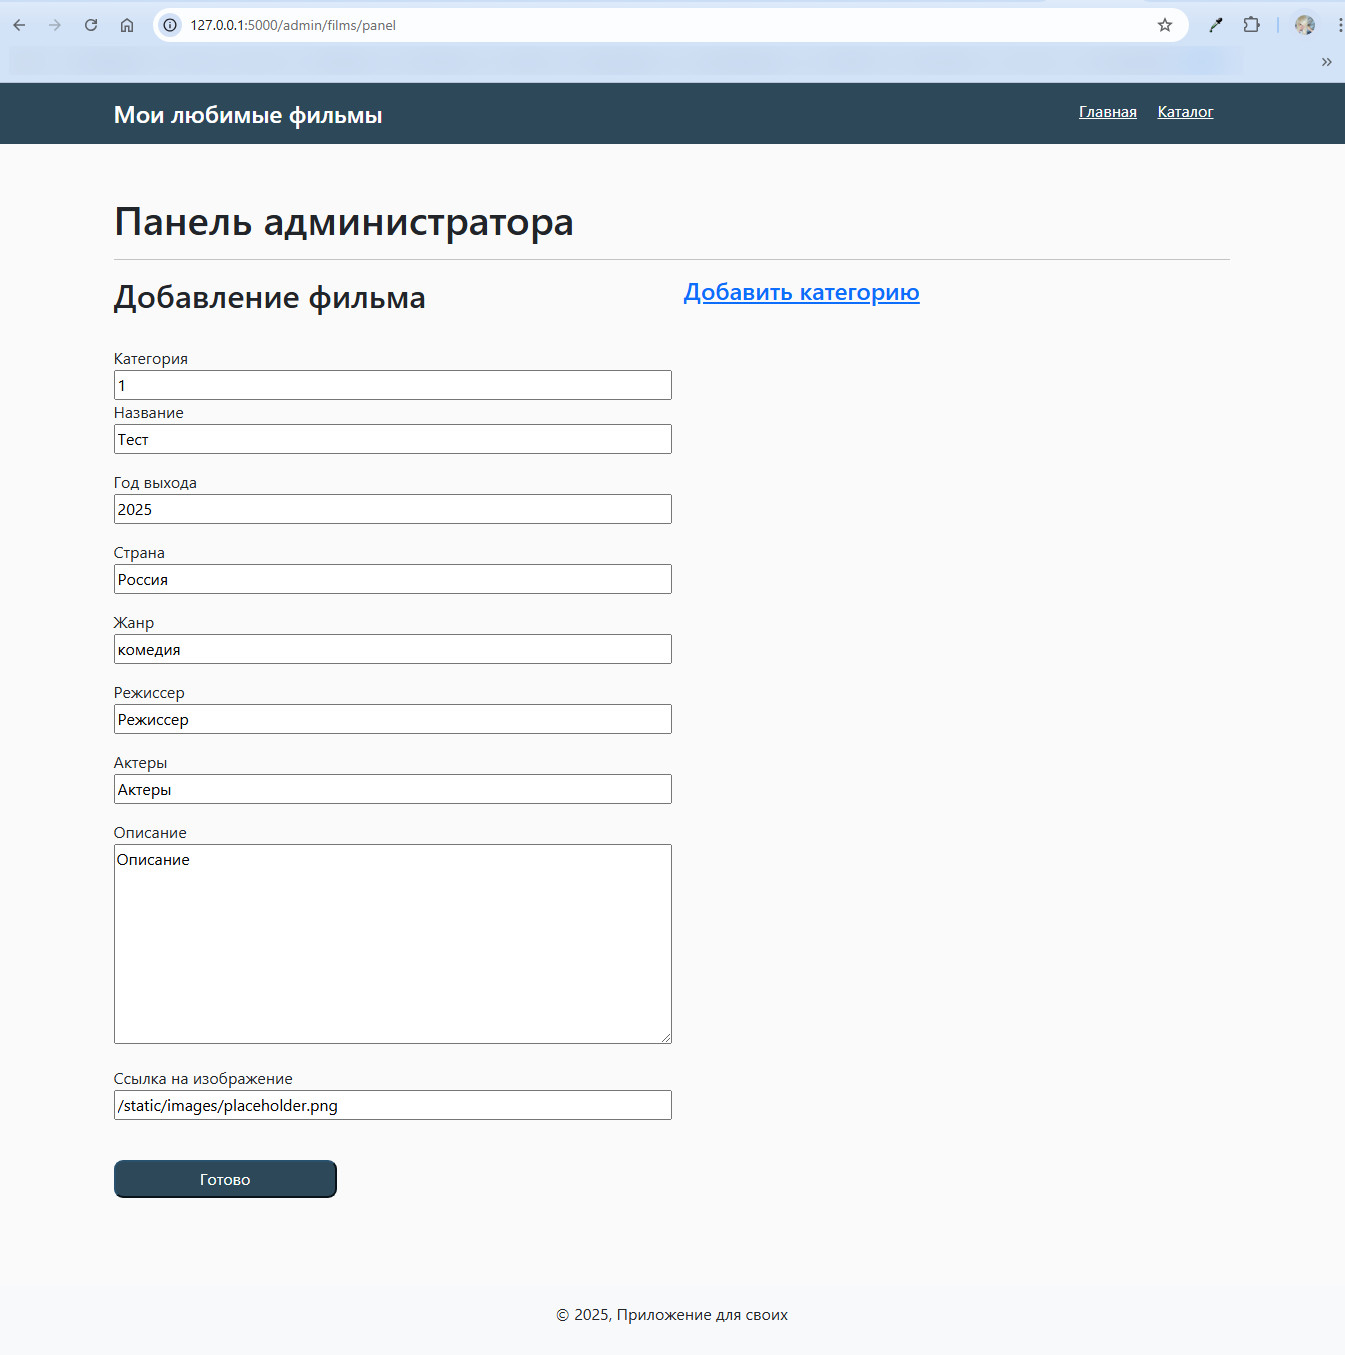 127.0.0.1:5000/admin/films/panel
Мои любимые фильмы
Главная Каталог
Панель администратора
Добавление фильма
Добавить категорию
Категория
1
Название
Тест
Год выхода
2025
Страна
Россия
Жанр
комедия
Режиссер
Режиссер
Актеры
Актеры
Описание
Описание
Ссылка на изображение
/static/images/placeholder.png
Готово
© 2025, Приложение для своих